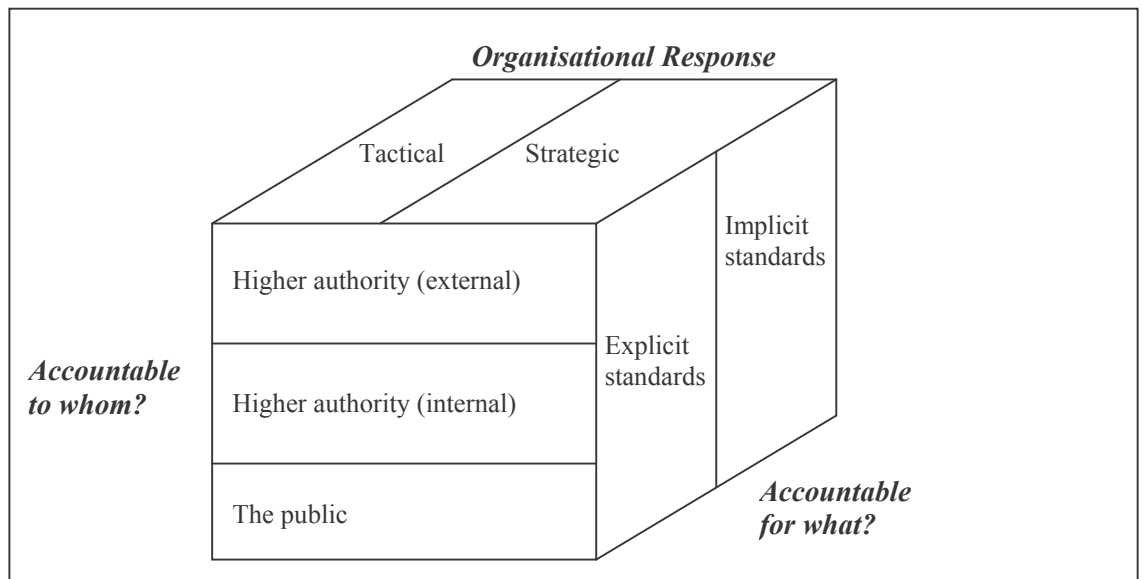 Organisational Response
Tactical
Strategic
Higher authority (external)
Implicit
standards
Explicit
standards
Accountable
to whom?
Higher authority (internal)
The public
Accountable
for what?